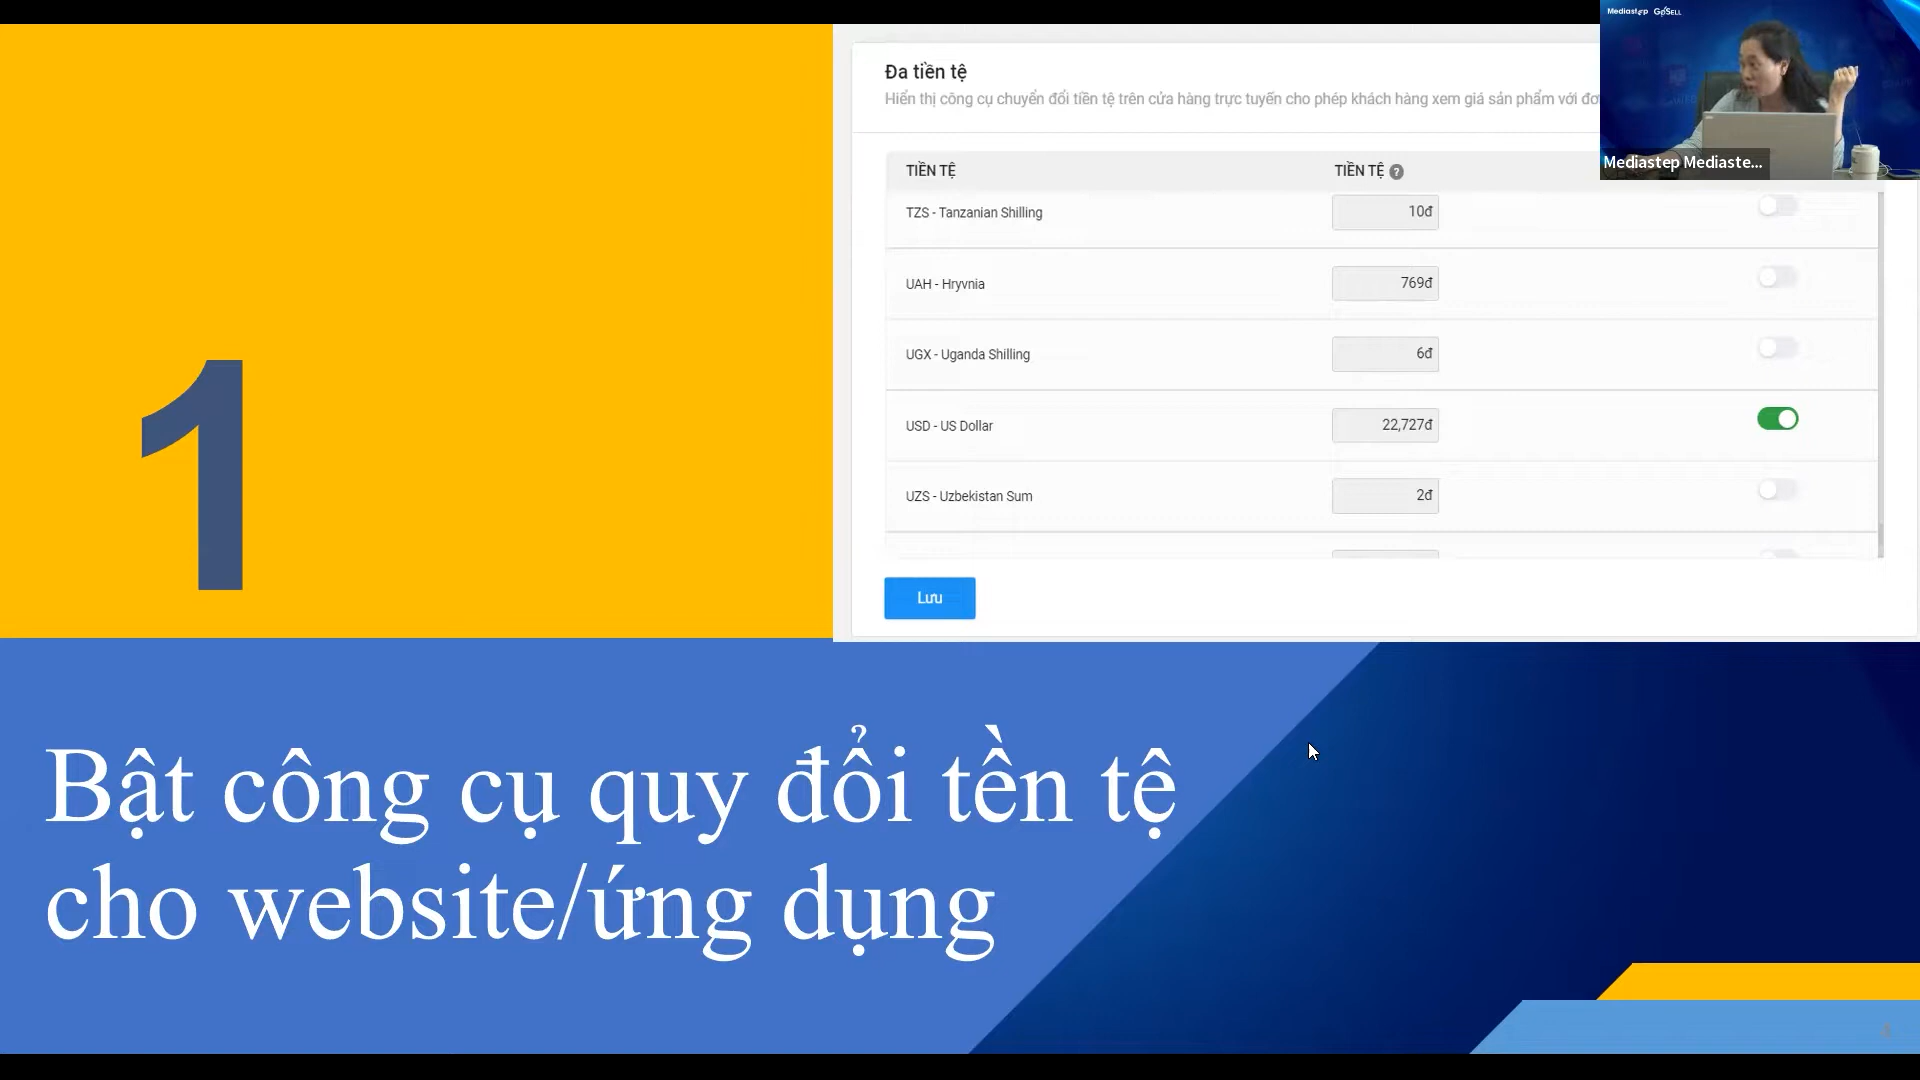 Mediastep GoSELL
Mediastep Mediaste...
Đa tiền tệ
Hiển thị công cụ chuyển đổi tiền tệ trên cửa hàng trực tuyến cho phép khách hàng xem giá sản phẩm với
TIỀN TỆ TIỀN TỆ ?
TZS - Tanzanian Shilling 10đ
UAH - Hryvnia 769đ
UGX - Uganda Shilling 6đ
USD - US Dollar 22,727đ
UZS - Uzbekistan Sum 2đ
Lưu
1
Bật công cụ quy đổi tền tệ
cho website/ứng dụng